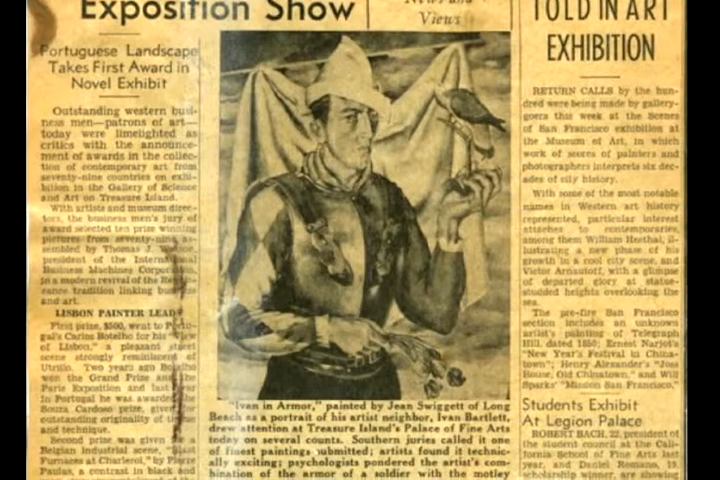 Exposition Show
Portuguese Landscape
Takes First Award in
Novel Exhibit
Outstanding western busi-
ness men—patrons of art—
today were limelighted as
critics with the announce-
ment of awards in the collec-
tion of contemporary art from
seventy-nine countries on exhi-
bition in the Gallery of Science
and Art on Treasure Island.
With artists and museum direc-
tors, the business men's jury of
award selected ten prize winning
pictures from seventy-nine as-
sembled by Thomas J.
president of the International
Business Machines Corporation,
in a modern revival of the
cance tradition linking business
and art.
LISBON PAINTER LEADS
First prize, $500, went to Portu-
gal's Carlos Botelho for his "View
of Lisbon," a pleasant street
scene strongly reminiscent of
Utrillo. Two years ago Botelho
won the Grand Prize and the
Paris Exposition and last year
in Portugal he was awarded the
Souza Cardoso prize, given for
outstanding originality of
and technique.
Second prize was given for a
Belgian industrial scene, "Blast
Furnaces at Charleroi," by Pierre
Paulus, a contrast in black and
News and
Views
"Ivan in Armor," painted by Jean Swiggett of Long
Beach as a portrait of his artist neighbor, Ivan Bartlett,
drew attention at Treasure Island's Palace of Fine Arts
today on several counts. Southern juries called it one
of finest paintings submitted; artists found it technic-
ally exciting; psychologists pondered the artist's com-
bination of the armor of a soldier with the motley
TOLD IN ART
EXHIBITION
RETURN CALLS by the hun-
dred were being made by gallery-
goers this week at the Scenes
of San Francisco exhibition at
the Museum of Art, in which
work of scores of painters and
photographers interprets six dec-
ades of city history.
With some of the most notable
names in Western art history
represented, particular interest
attaches to contemporaries,
among them William Hesthal, il-
lustrating a new phase of his
growth in a cool city scene, and
Victor Arnautoff, with a glimpse
of departed glory at statue-
studded heights overlooking the
sea.
The pre-fire San Francisco
section includes an unknown
artist's painting of Telegraph
Hill, dated 1850; Ernest Narjot's
"New Year's Festival in China-
town"; Henry Alexander's "Joss
House, Old Chinatown," and Will
Sparks' "Mission San Francisco."
Students Exhibit
At Legion Palace
ROBERT BACH, 22, president of
the student council at the Cali-
fornia School of Fine Arts last
year, and Daniel Romano, 19,
scholarship winner, are showing